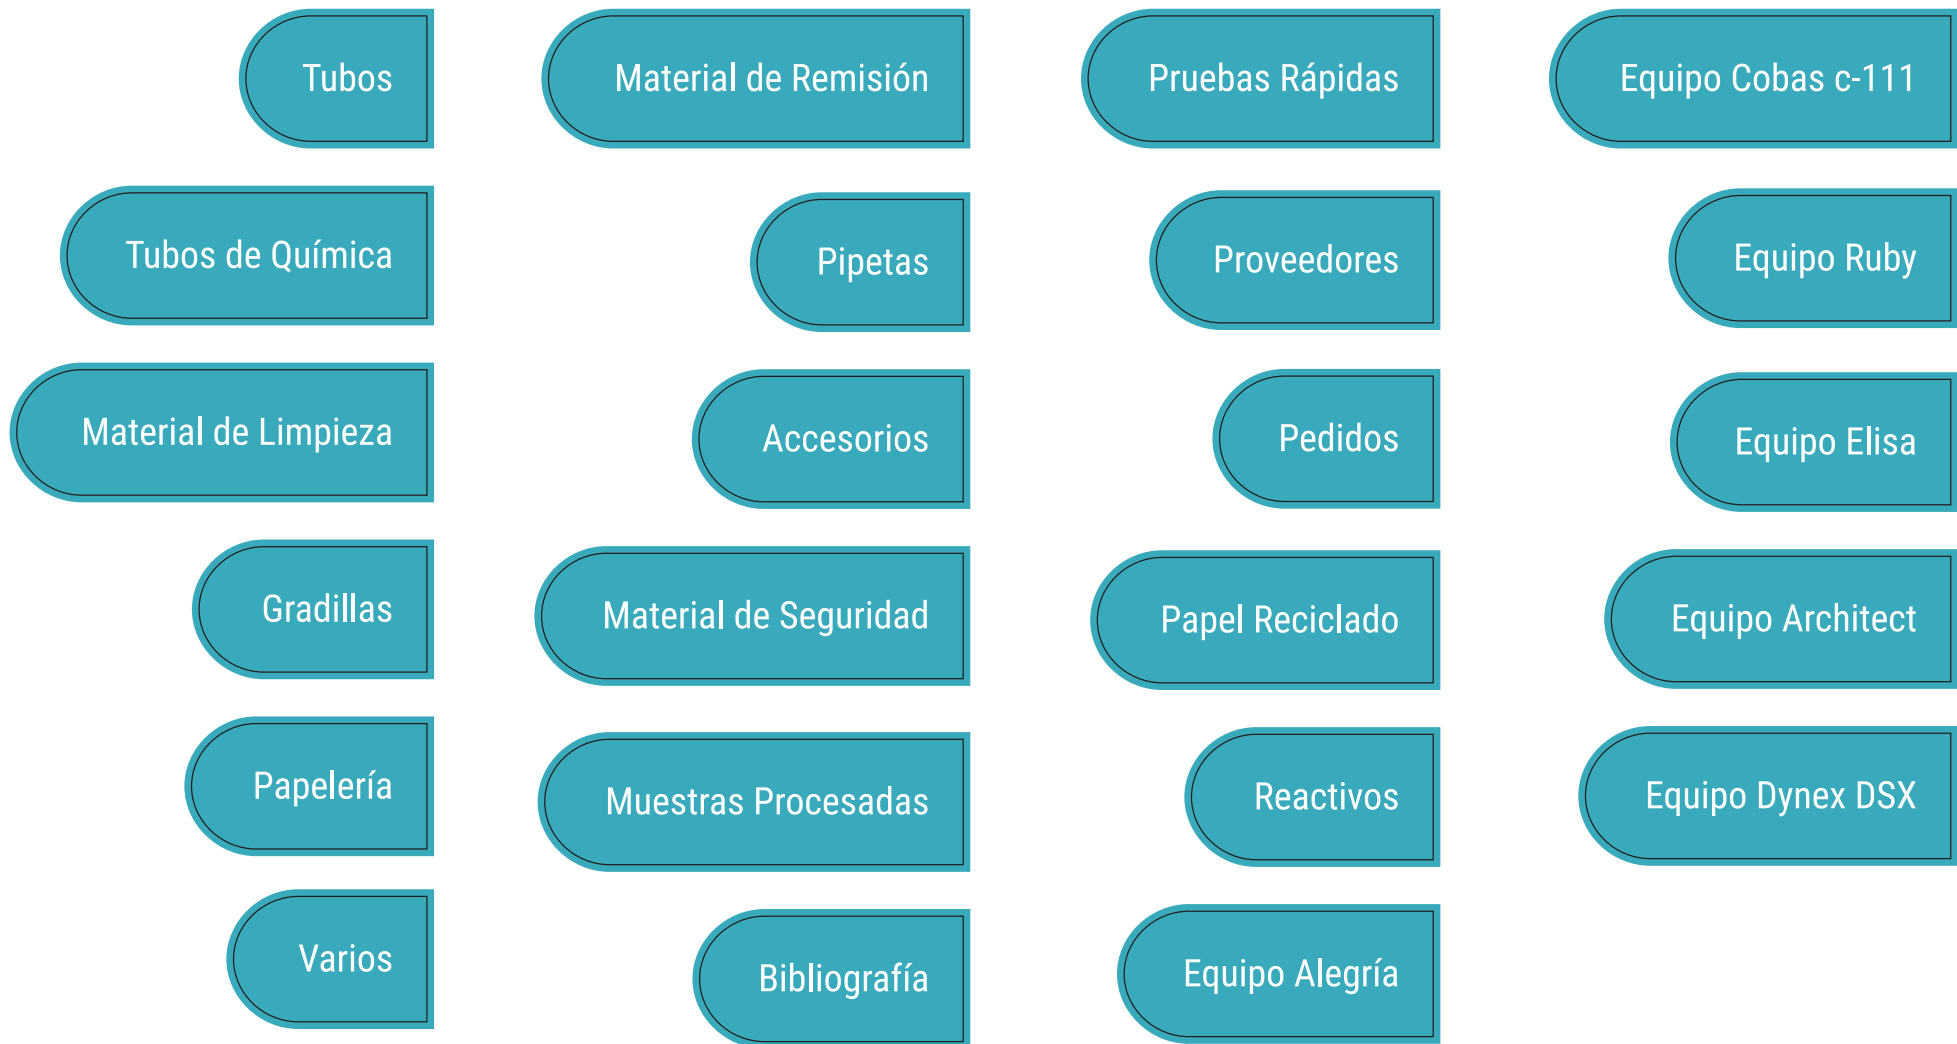 Tubos
Tubos de Química
Material de Limpieza
Gradillas
Papelería
Varios
Material de Remisión
Pipetas
Accesorios
Material de Seguridad
Muestras Procesadas
Bibliografía
Pruebas Rápidas
Proveedores
Pedidos
Papel Reciclado
Reactivos
Equipo Alegría
Equipo Cobas c-111
Equipo Ruby
Equipo Elisa
Equipo Architect
Equipo Dynex DSX